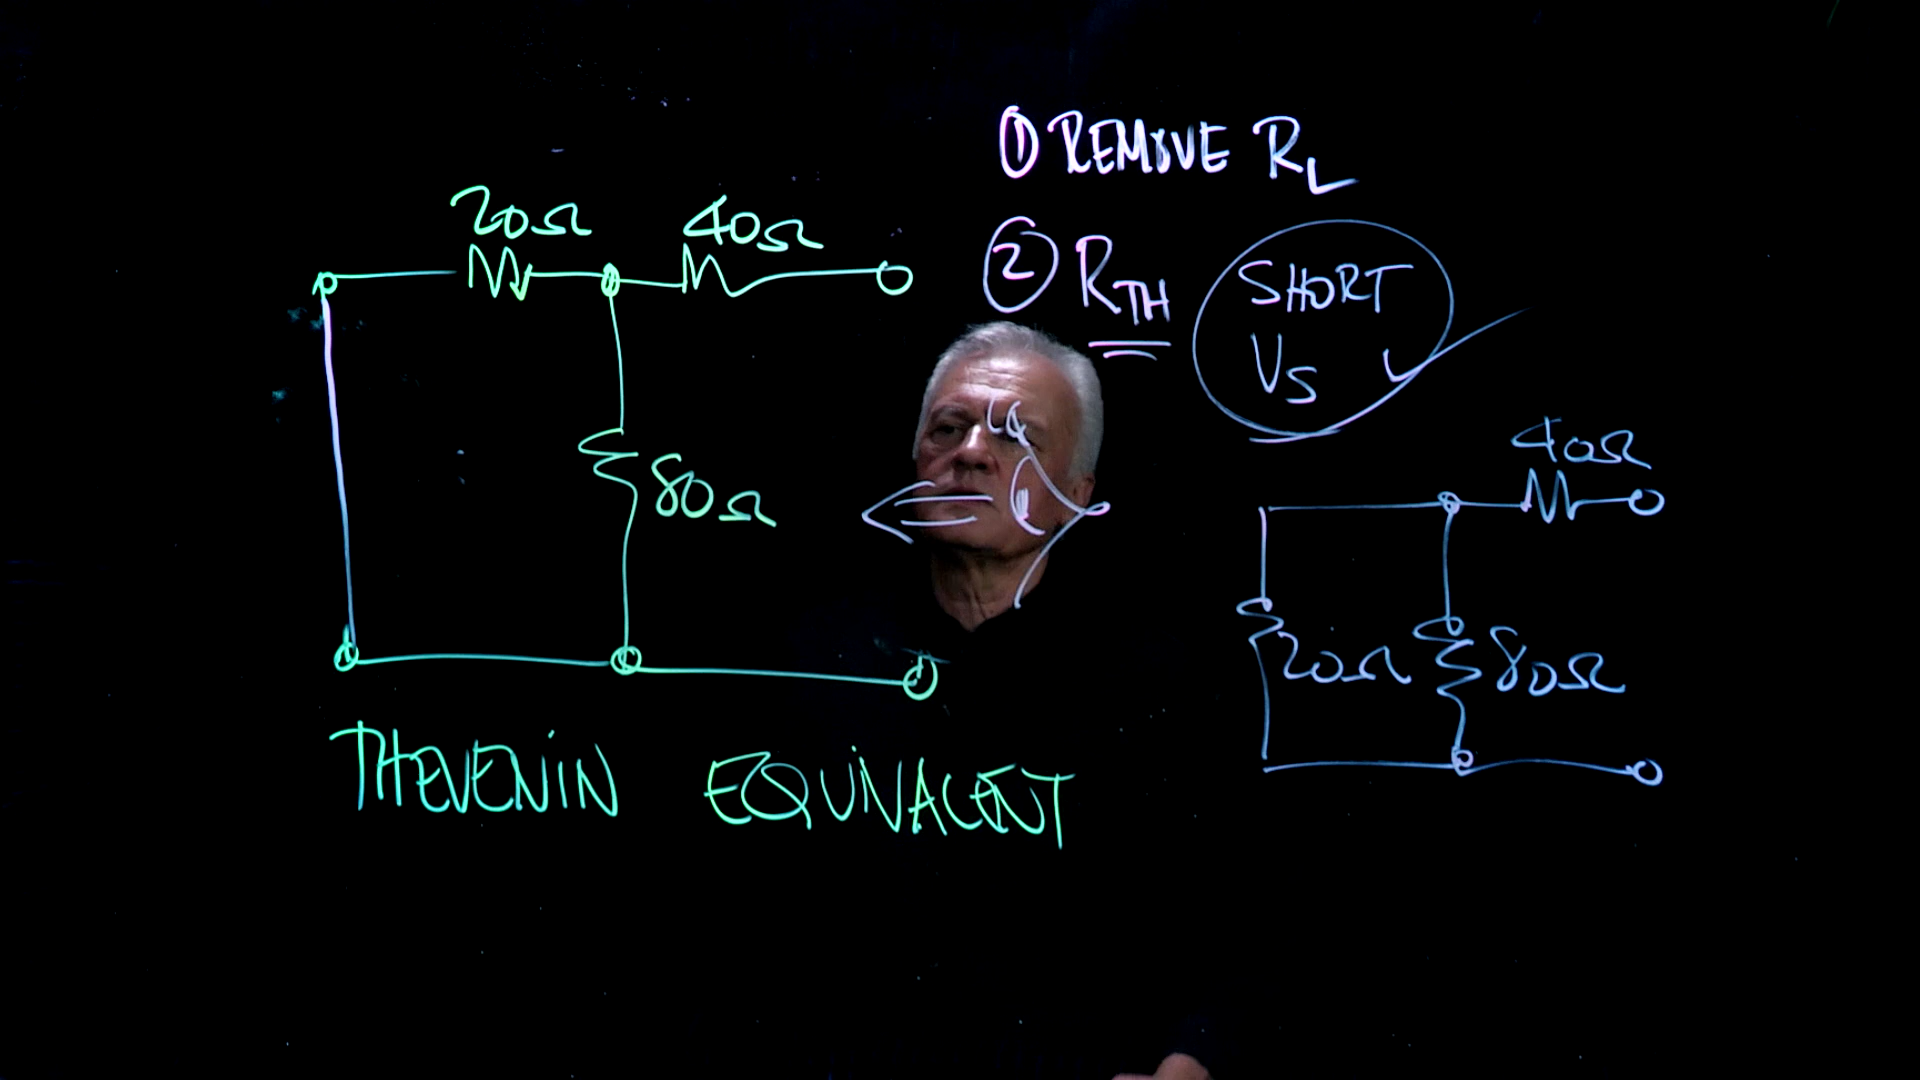 ① REMOVE RL
② RTH
SHORT
VS
20Ω 40Ω
80Ω
40Ω
20Ω 80Ω
THEVENIN EQUIVALENT